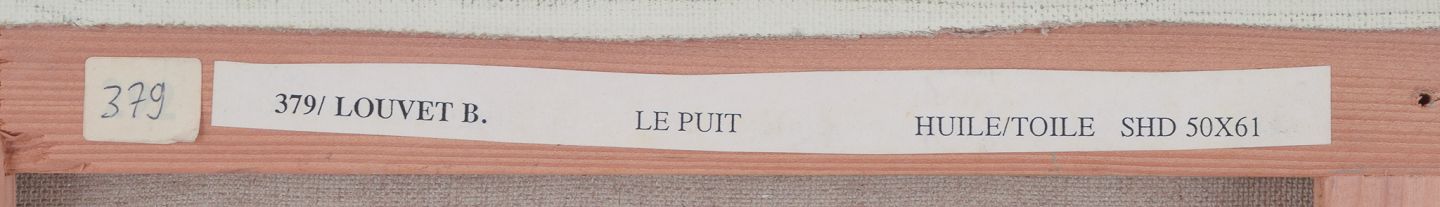 379
379/ LOUVET B. LE PUIT HUILE/TOILE SHD 50X61